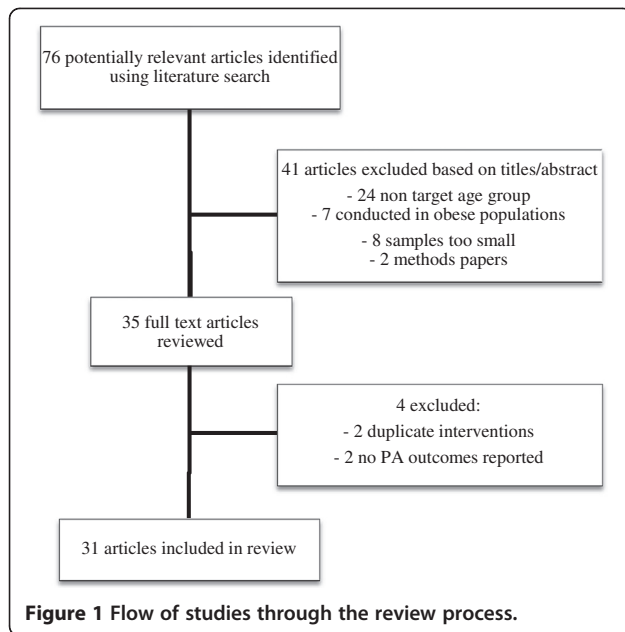 76 potentially relevant articles identified
using literature search
41 articles excluded based on titles/abstract
- 24 non target age group
- 7 conducted in obese populations
- 8 samples too small
- 2 methods papers
35 full text articles
reviewed
4 excluded:
- 2 duplicate interventions
- 2 no PA outcomes reported
31 articles included in review
Figure 1 Flow of studies through the review process.